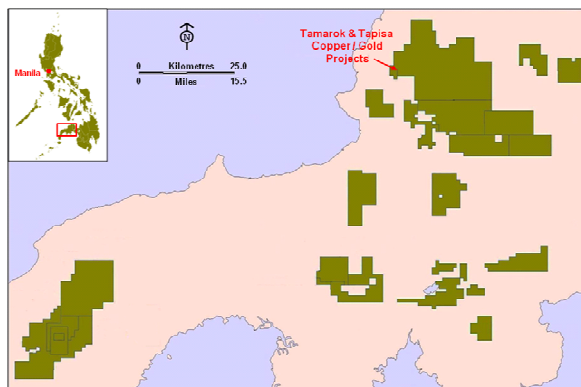 Manila
N
0 Kilometres 25.0
0 Miles 15.5
Tamarok & Tapisa
Copper / Gold
Projects